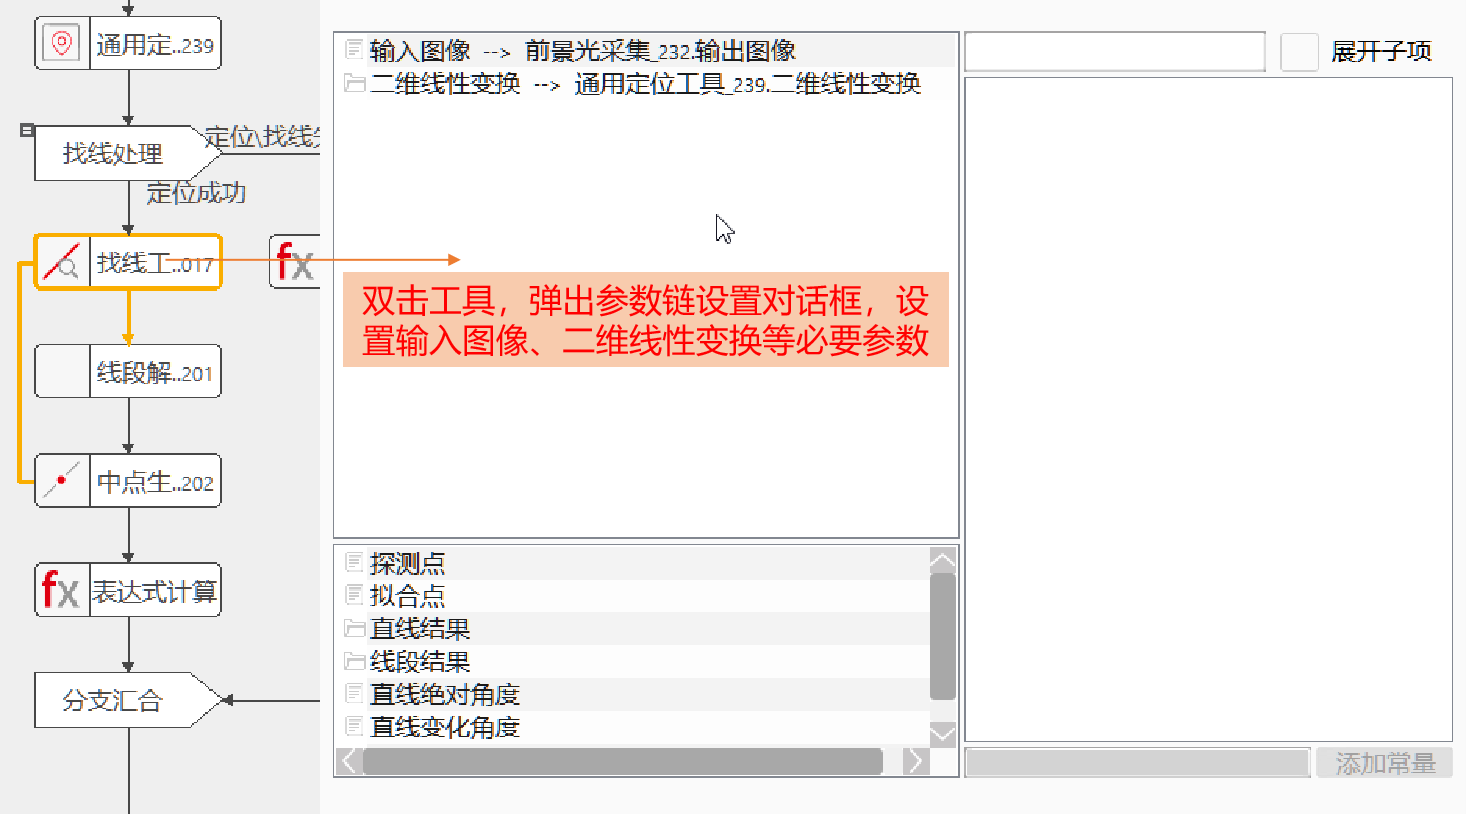 通用定..239
找线处理
定位\找线
定位成功
找线工..017
fx
线段解..201
中点生..202
fx 表达式计算
分支汇合
输入图像 --> 前景光采集_232.输出图像
二维线性变换 --> 通用定位工具_239.二维线性变换
双击工具，弹出参数链设置对话框，设
置输入图像、二维线性变换等必要参数
探测点
拟合点
直线结果
线段结果
直线绝对角度
直线变化角度
展开子项
添加常量